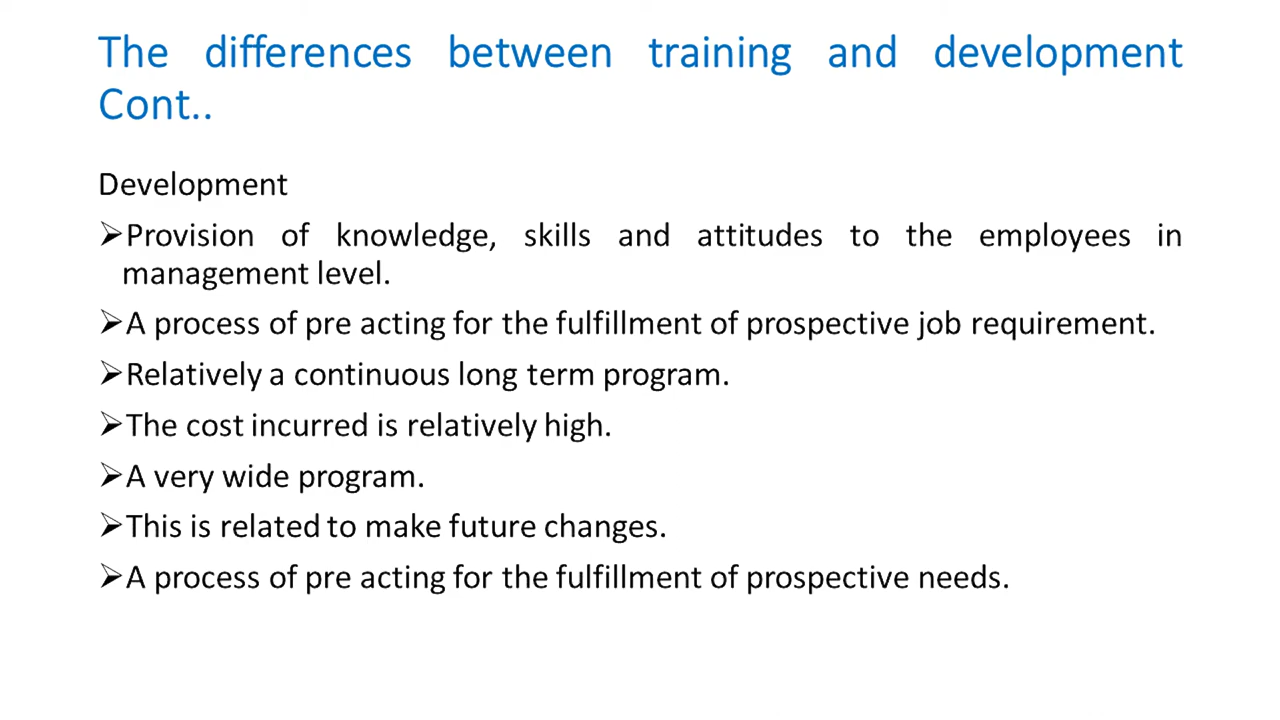 The differences between training and development
Cont..
Development
➢Provision of knowledge, skills and attitudes to the employees in
management level.
➢A process of pre acting for the fulfillment of prospective job requirement.
➢Relatively a continuous long term program.
➢The cost incurred is relatively high.
➢A very wide program.
➢This is related to make future changes.
➢A process of pre acting for the fulfillment of prospective needs.